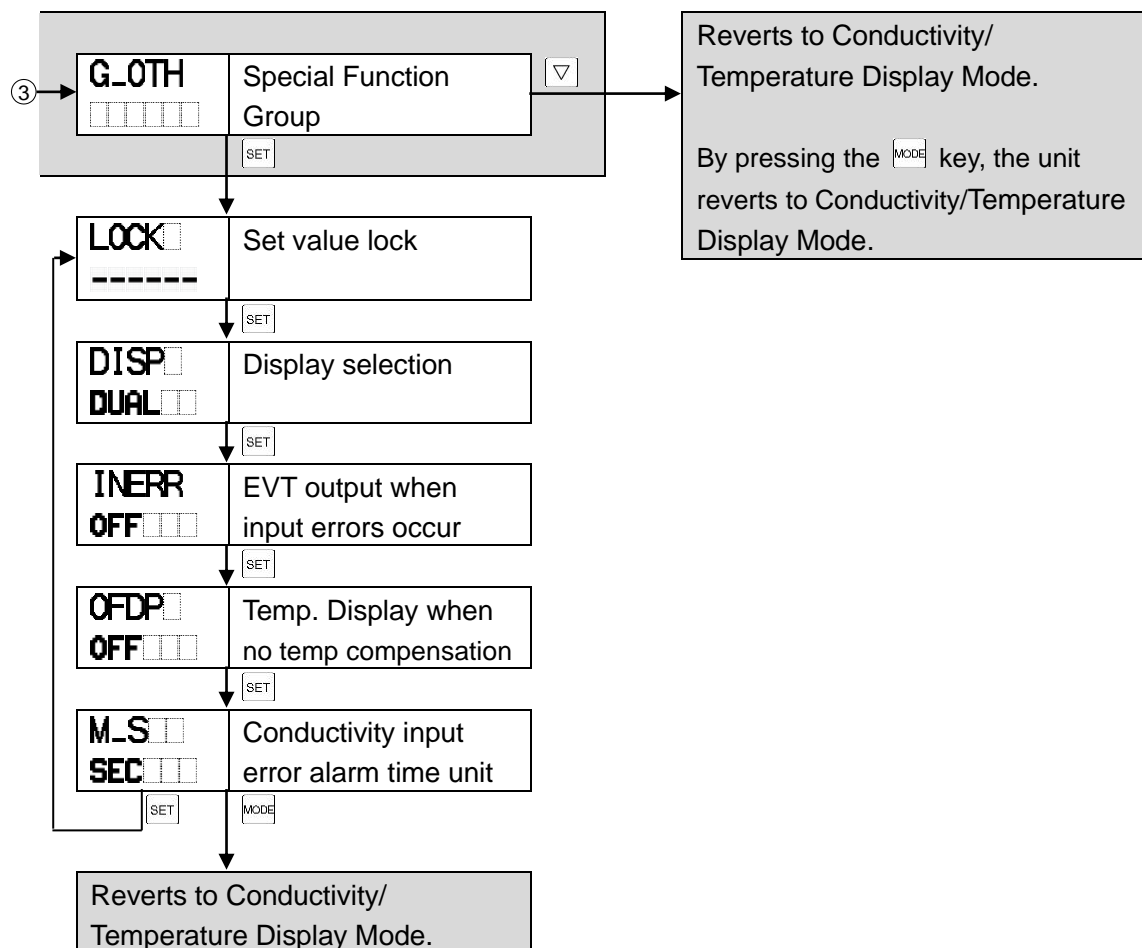 ③
G_OTH
Special Function
Group
▽
SET
Reverts to Conductivity/
Temperature Display Mode.
By pressing the MODE key, the unit
reverts to Conductivity/Temperature
Display Mode.
LOCK
------
Set value lock
SET
DISP
DUAL
Display selection
SET
INERR
OFF
EVT output when
input errors occur
SET
OFDP
OFF
Temp. Display when
no temp compensation
SET
M_S
SEC
Conductivity input
error alarm time unit
SET
MODE
Reverts to Conductivity/
Temperature Display Mode.